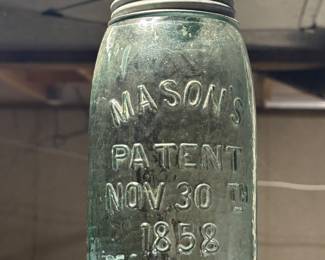 MASON'S
PATENT
NOV. 30 TH
1858